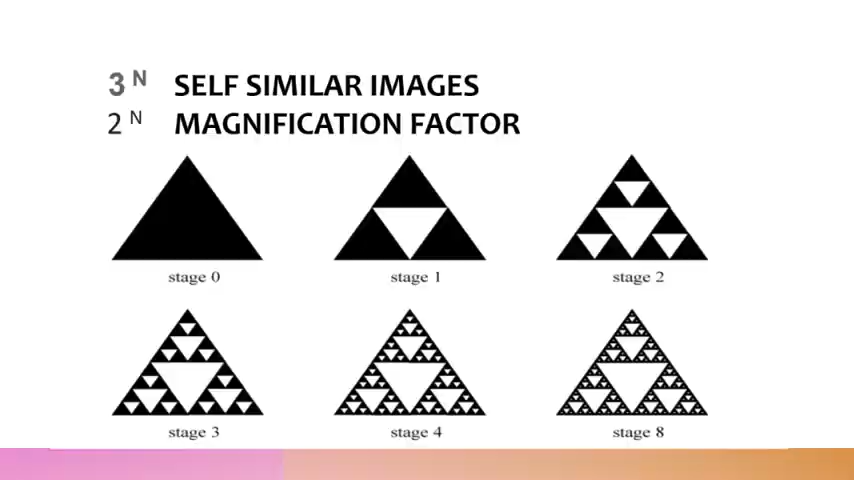 3 N SELF SIMILAR IMAGES
2 N MAGNIFICATION FACTOR
stage 0 stage 1 stage 2
stage 3 stage 4 stage 8